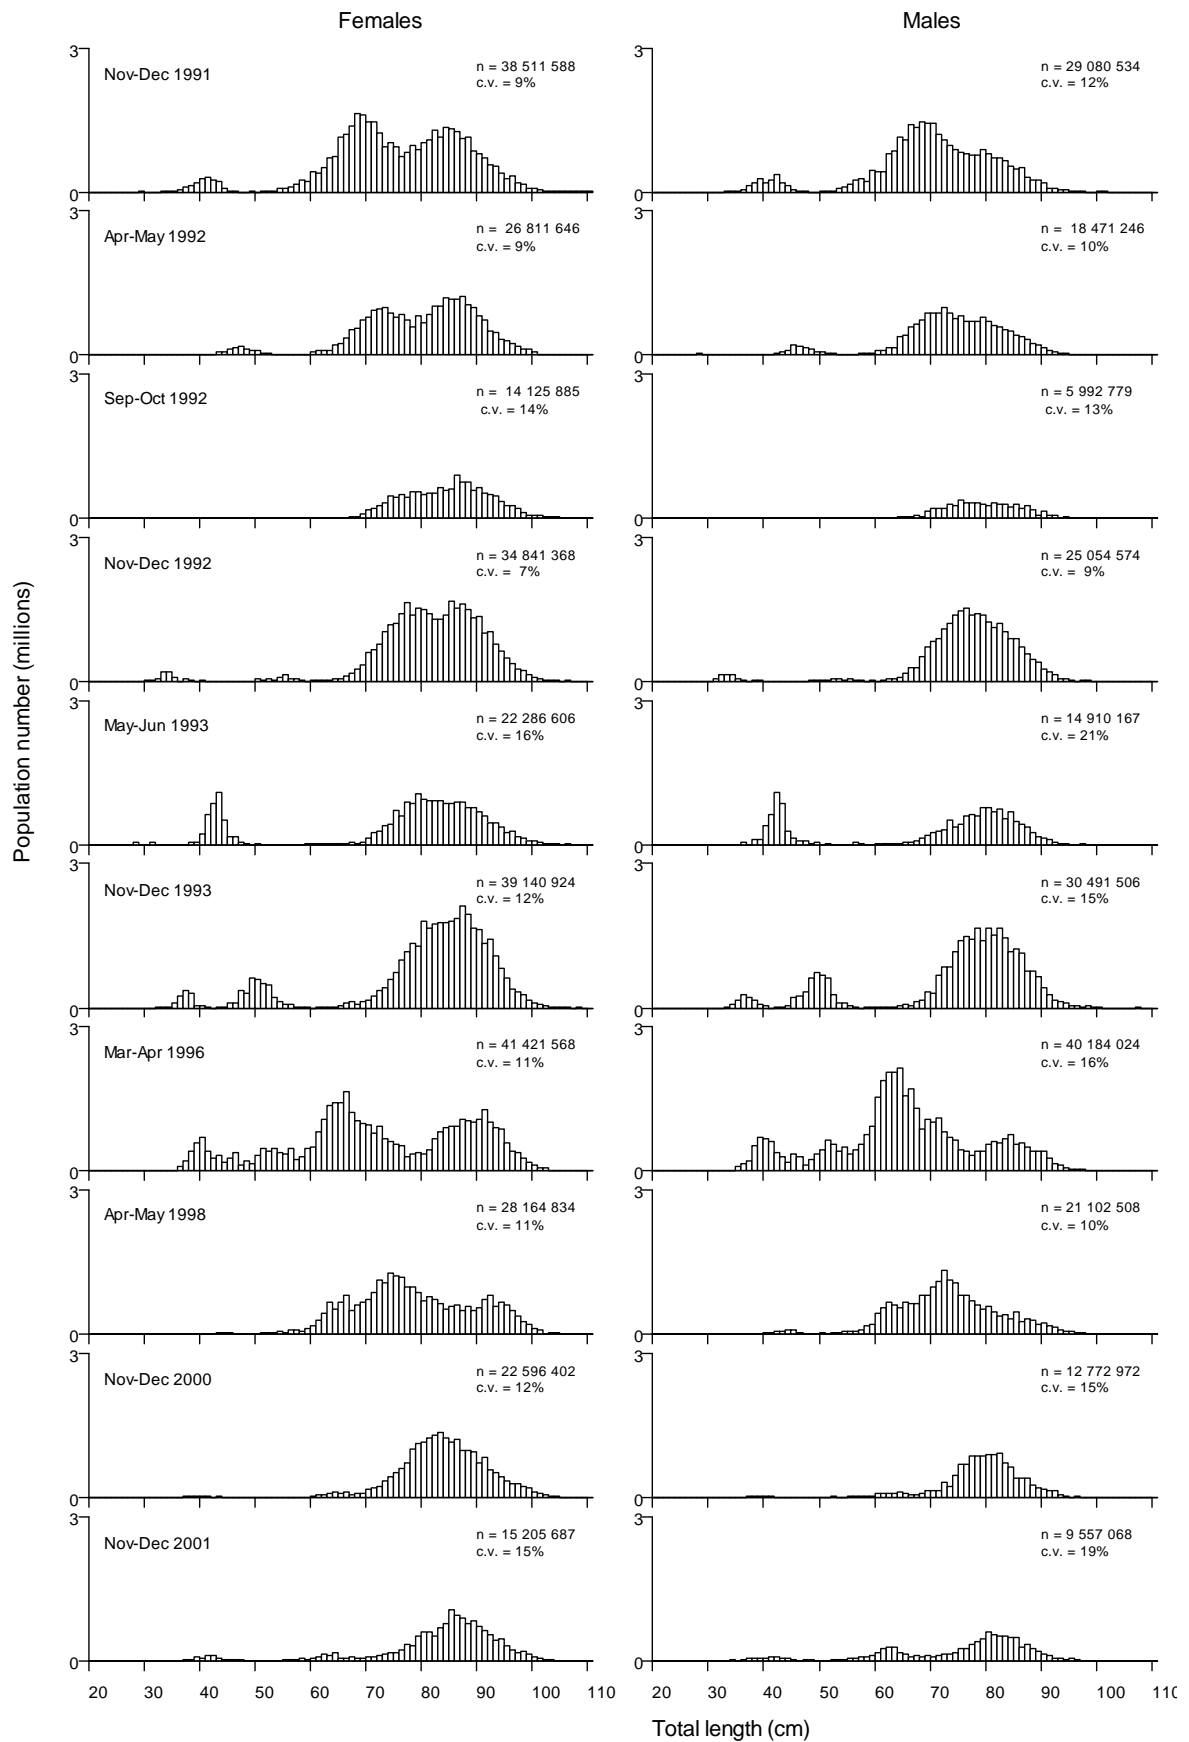 Females Males
3 3
Nov-Dec 1991 n = 38 511 588 n = 29 080 534
c.v. = 9% c.v. = 12%
0 0
3 3
Apr-May 1992 n = 26 811 646 n = 18 471 246
c.v. = 9% c.v. = 10%
0 0
3 3
Sep-Oct 1992 n = 14 125 885 n = 5 992 779
c.v. = 14% c.v. = 13%
0 0
3 3
Nov-Dec 1992 n = 34 841 368 n = 25 054 574
c.v. = 7% c.v. = 9%
0 0
Population number (millions)
3 3
May-Jun 1993 n = 22 286 606 n = 14 910 167
c.v. = 16% c.v. = 21%
0 0
3 3
Nov-Dec 1993 n = 39 140 924 n = 30 491 506
c.v. = 12% c.v. = 15%
0 0
3 3
Mar-Apr 1996 n = 41 421 568 n = 40 184 024
c.v. = 11% c.v. = 16%
0 0
3 3
Apr-May 1998 n = 28 164 834 n = 21 102 508
c.v. = 11% c.v. = 10%
0 0
3 3
Nov-Dec 2000 n = 22 596 402 n = 12 772 972
c.v. = 12% c.v. = 15%
0 0
3 3
Nov-Dec 2001 n = 15 205 687 n = 9 557 068
c.v. = 15% c.v. = 19%
0 0
20 30 40 50 60 70 80 90 100 110 20 30 40 50 60 70 80 90 100 110
Total length (cm)